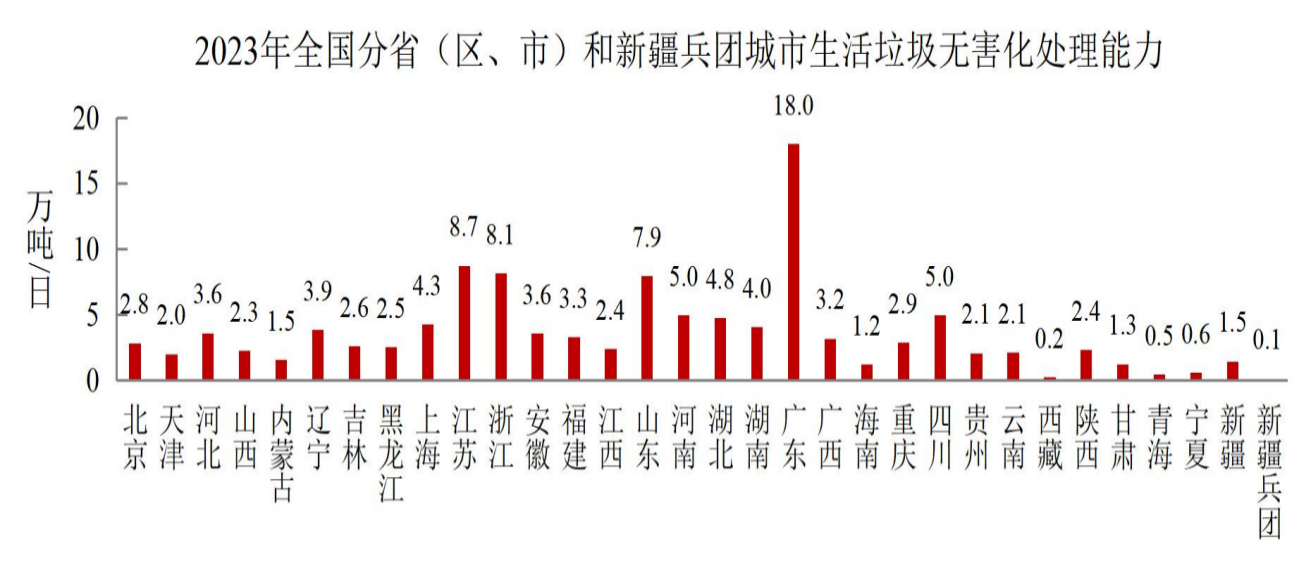 2023年全国分省（区、市）和新疆兵团城市生活垃圾无害化处理能力
万吨/日
20
15
10
5
0
2.8
2.0
3.6
2.3
1.5
3.9
2.6
2.5
4.3
8.7
8.1
3.6
3.3
2.4
7.9
5.0
4.8
4.0
18.0
3.2
1.2
2.9
5.0
2.1
2.1
0.2
2.4
1.3
0.5
0.6
1.5
0.1
北京
天津
河北
山西
内蒙古
辽宁
吉林
黑龙江
上海
江苏
浙江
安徽
福建
江西
山东
河南
湖北
湖南
广东
广西
海南
重庆
四川
贵州
云南
西藏
陕西
甘肃
青海
宁夏
新疆
新疆兵团